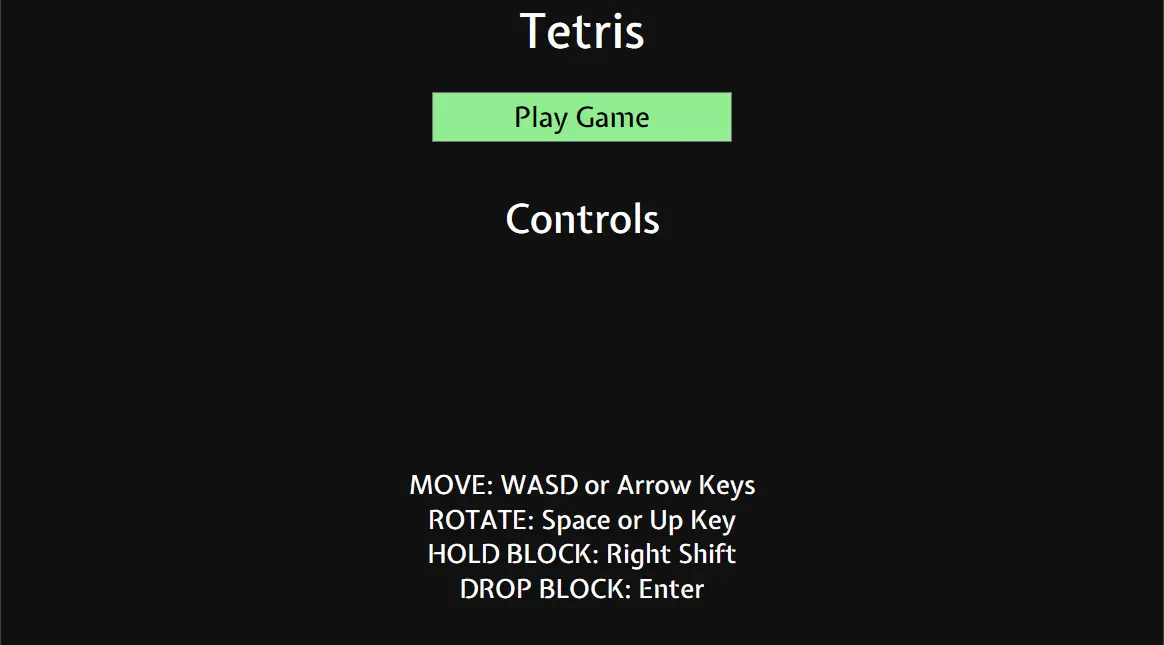 Tetris
Play Game
Controls
MOVE: WASD or Arrow Keys
ROTATE: Space or Up Key
HOLD BLOCK: Right Shift
DROP BLOCK: Enter